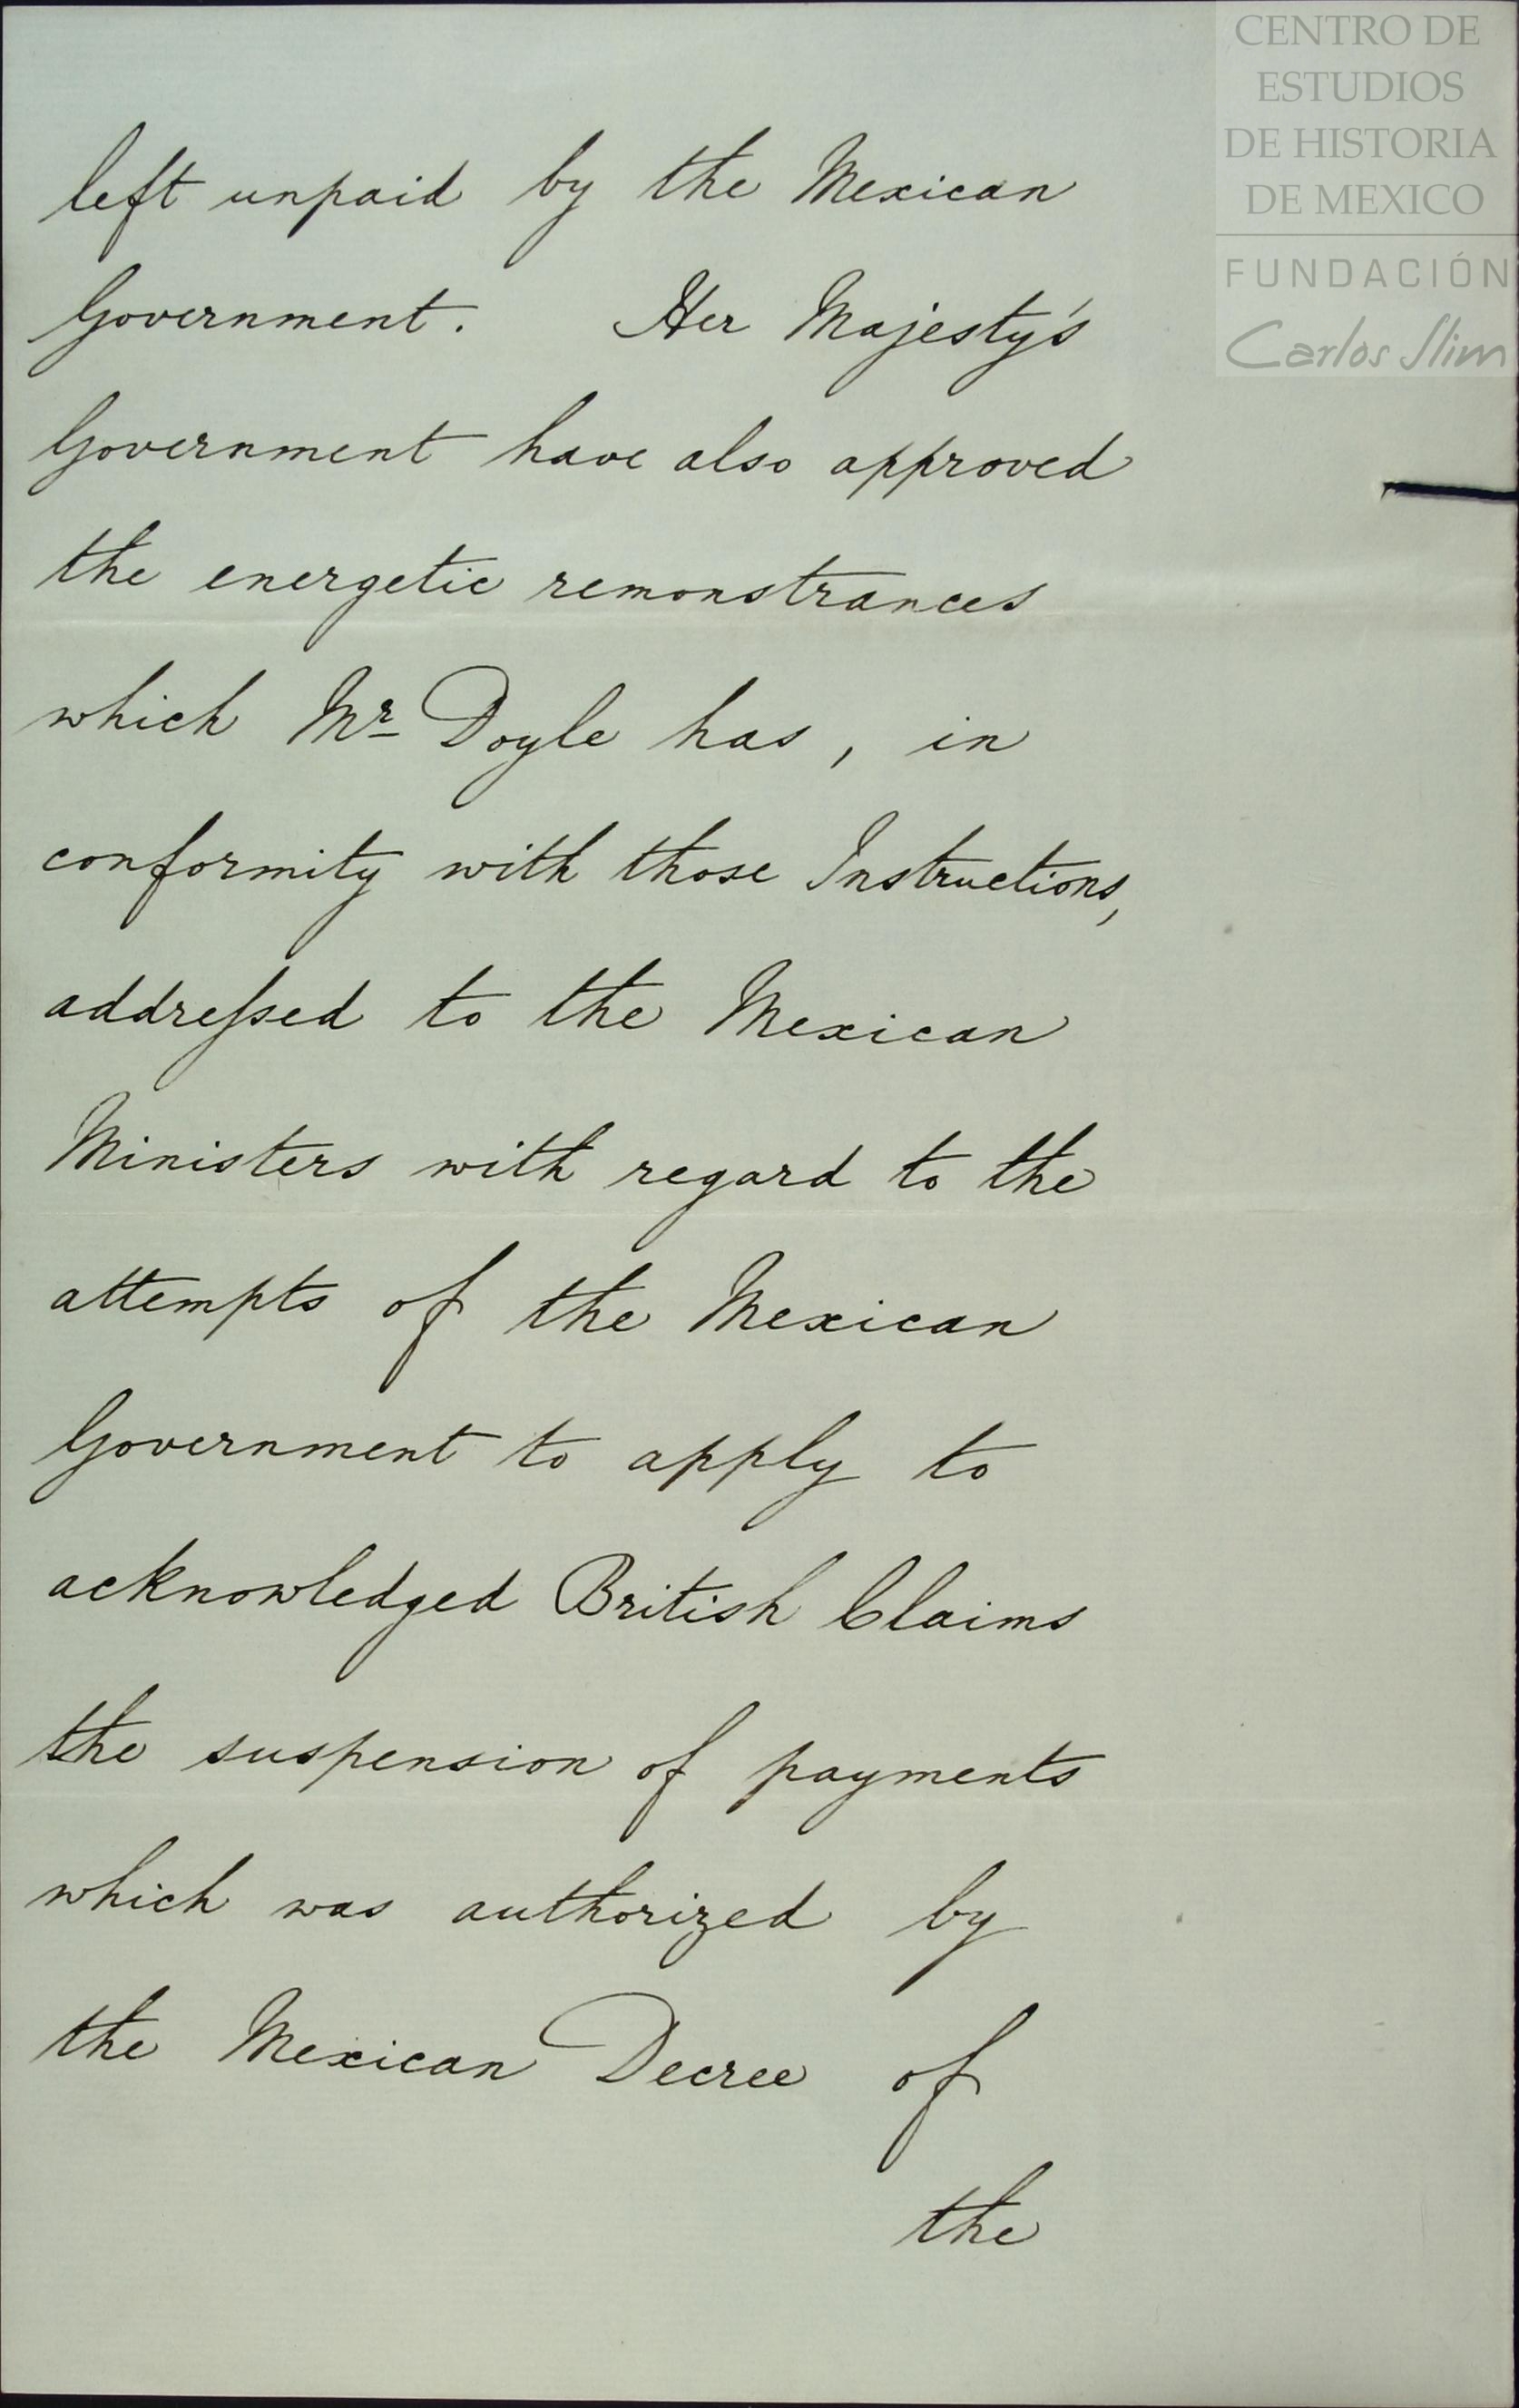 CENTRO DE
ESTUDIOS
DE HISTORIA
DE MEXICO
FUNDACIÓN
Carlos Slim
left unpaid by the Mexican
Government. Her Majesty's
Government have also approved
the energetic remonstrances
which Mr Doyle has, in
conformity with those Instructions,
addreſsed to the Mexican
Ministers with regard to the
attempts of the Mexican
Government to apply to
acknowledged British Claims
the suspension of payments
which was authorized by
the Mexican Decree of
the